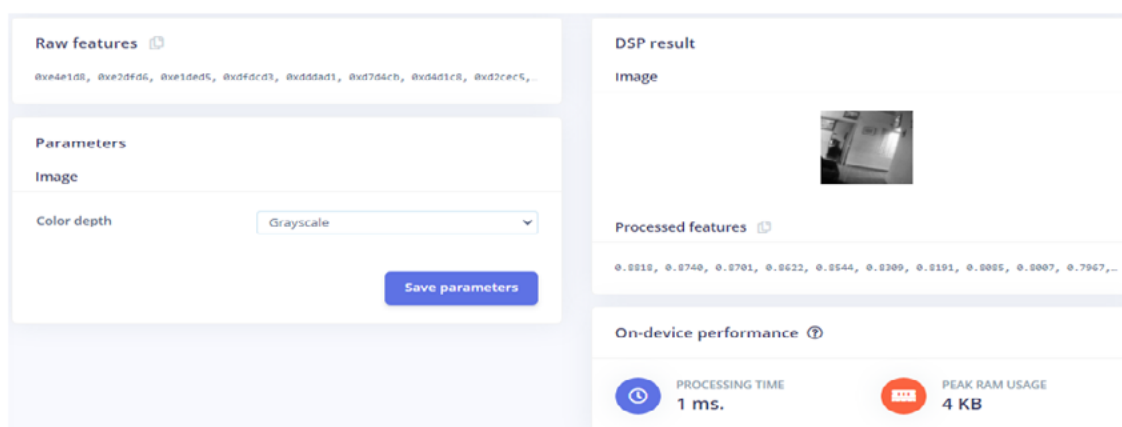 Raw features
0xe4e1d8, 0xe2dfd6, 0xe1ded5, 0xdfdcd3, 0xdddad1, 0xd7d4cb, 0xd4d1c8, 0xd2cec5,…
Parameters
Image
Color depth
Grayscale
Save parameters
DSP result
Image
Processed features
0.8818, 0.8740, 0.8701, 0.8622, 0.8544, 0.8309, 0.8191, 0.8085, 0.8007, 0.7967,…
On-device performance
PROCESSING TIME
1 ms.
PEAK RAM USAGE
4 KB